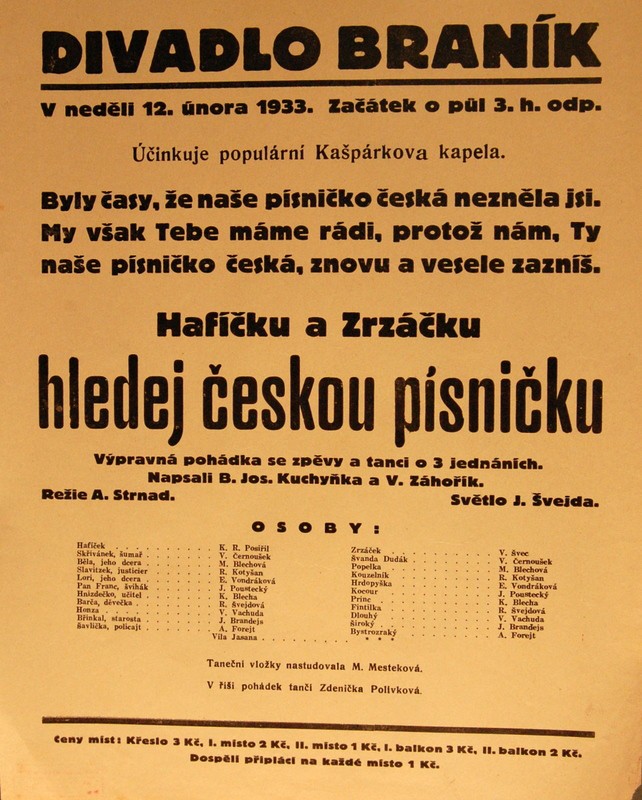 DIVADLO BRANÍK
V neděli 12. února 1933. Začátek o půl 3. h. odp.
Účinkuje populární Kašpárkova kapela.
Byly časy, že naše písničko česká nezněla jsi.
My však Tebe máme rádi, protož nám, Ty
naše písničko česká, znovu a vesele zazníš.
Hafíčku a Zrzáčku
hledej českou písničku
Výpravná pohádka se zpěvy a tanci o 3 jednáních.
Napsali B. Jos. Kuchyňka a V. Záhořík.
Režie A. Strnad.
Světlo J. Švejda.
OSOBY:
Hafíček . . . . . . . . . K. R. Posířil
Skřivánek, šumař . . . . . . . . . V. Černoušek
Běla, jeho dcera . . . . . . . . . M. Blechová
Slavitzek, justicier . . . . . . . . . R. Kotyšan
Lori, jeho dcera . . . . . . . . . E. Vondráková
Pan Franc, švihák . . . . . . . . . J. Poustecký
Hnizdečko, učitel . . . . . . . . . K. Blecha
Barča, děvečka . . . . . . . . . R. Švejdová
Honza . . . . . . . . . V. Vachuda
Břinkal, starosta . . . . . . . . . J. Brandejs
Šavlička, policajt . . . . . . . . . A. Forejt
Zrzáček . . . . . . . . . V. Švec
Švanda Dudák . . . . . . . . . V. Černoušek
Popelka . . . . . . . . . M. Blechová
Kouzelník . . . . . . . . . R. Kotyšan
Hrdopyška . . . . . . . . . E. Vondráková
Kocour . . . . . . . . . J. Poustecký
Princ . . . . . . . . . K. Blecha
Fintilka . . . . . . . . . R. Švejdová
Dlouhý . . . . . . . . . V. Vachuda
Široký . . . . . . . . . J. Brandejs
Bystrozraký . . . . . . . . . A. Forejt
Víla Jasana . . . . . . . . . * * *
Taneční vložky nastudovala M. Mesteková.
V říši pohádek tančí Zdenička Polívková.
Ceny míst: Křeslo 3 Kč, I. místo 2 Kč, II. místo 1 Kč, I. balkon 3 Kč, II. balkon 2 Kč.
Dospělí připlácí na každé místo 1 Kč.